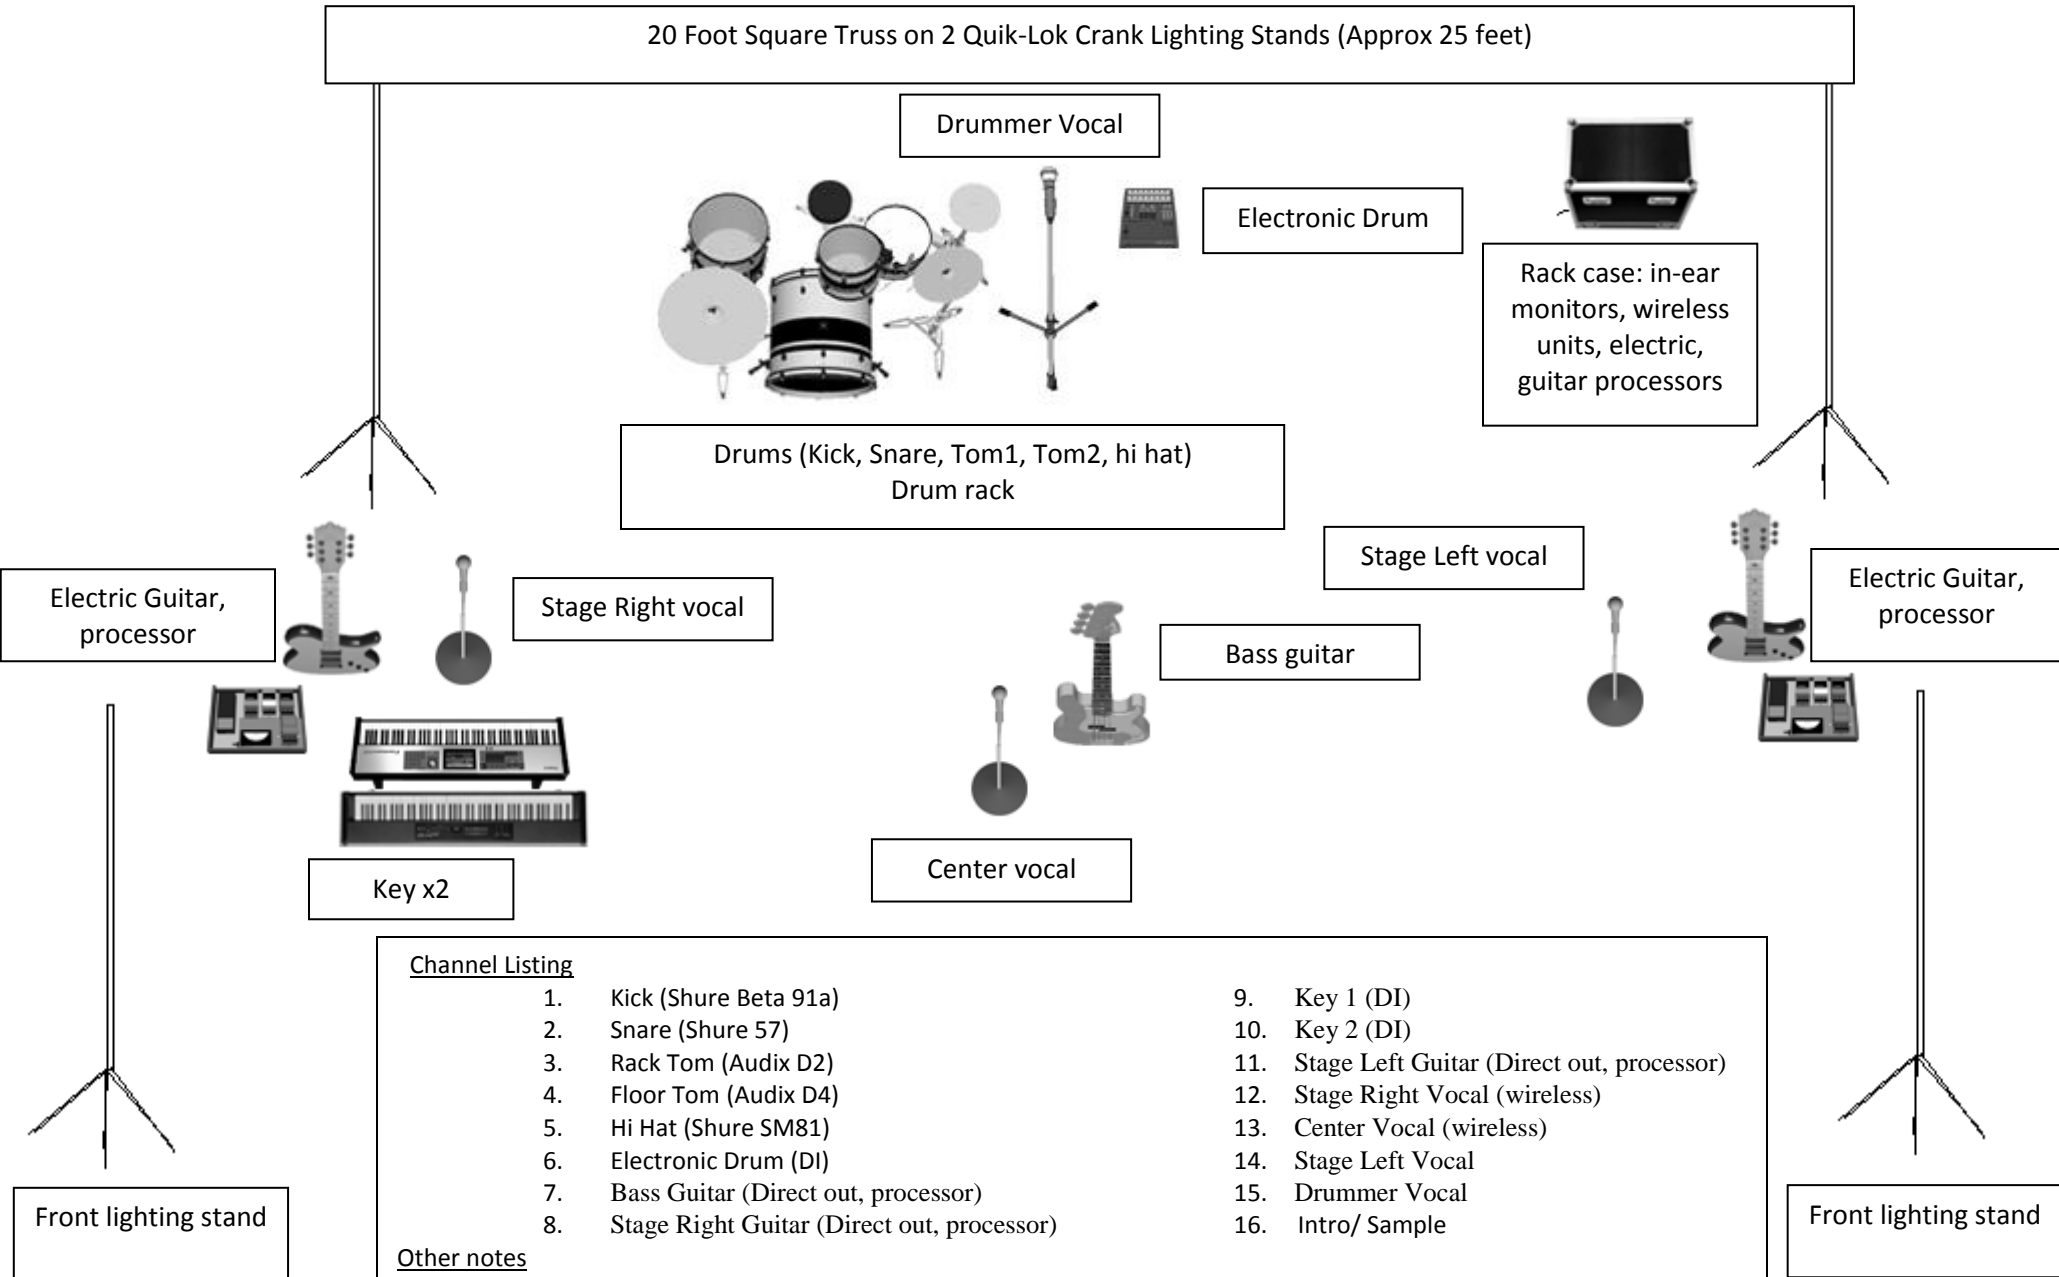 20 Foot Square Truss on 2 Quik-Lok Crank Lighting Stands (Approx 25 feet)
Drummer Vocal
Electronic Drum
Rack case: in-ear
monitors, wireless
units, electric,
guitar processors
Drums (Kick, Snare, Tom1, Tom2, hi hat)
Drum rack
Electric Guitar,
processor
Stage Right vocal
Stage Left vocal
Electric Guitar,
processor
Bass guitar
Center vocal
Key x2
Channel Listing
1. Kick (Shure Beta 91a)
2. Snare (Shure 57)
3. Rack Tom (Audix D2)
4. Floor Tom (Audix D4)
5. Hi Hat (Shure SM81)
6. Electronic Drum (DI)
7. Bass Guitar (Direct out, processor)
8. Stage Right Guitar (Direct out, processor)
9. Key 1 (DI)
10. Key 2 (DI)
11. Stage Left Guitar (Direct out, processor)
12. Stage Right Vocal (wireless)
13. Center Vocal (wireless)
14. Stage Left Vocal
15. Drummer Vocal
16. Intro/ Sample
Other notes
Front lighting stand
Front lighting stand